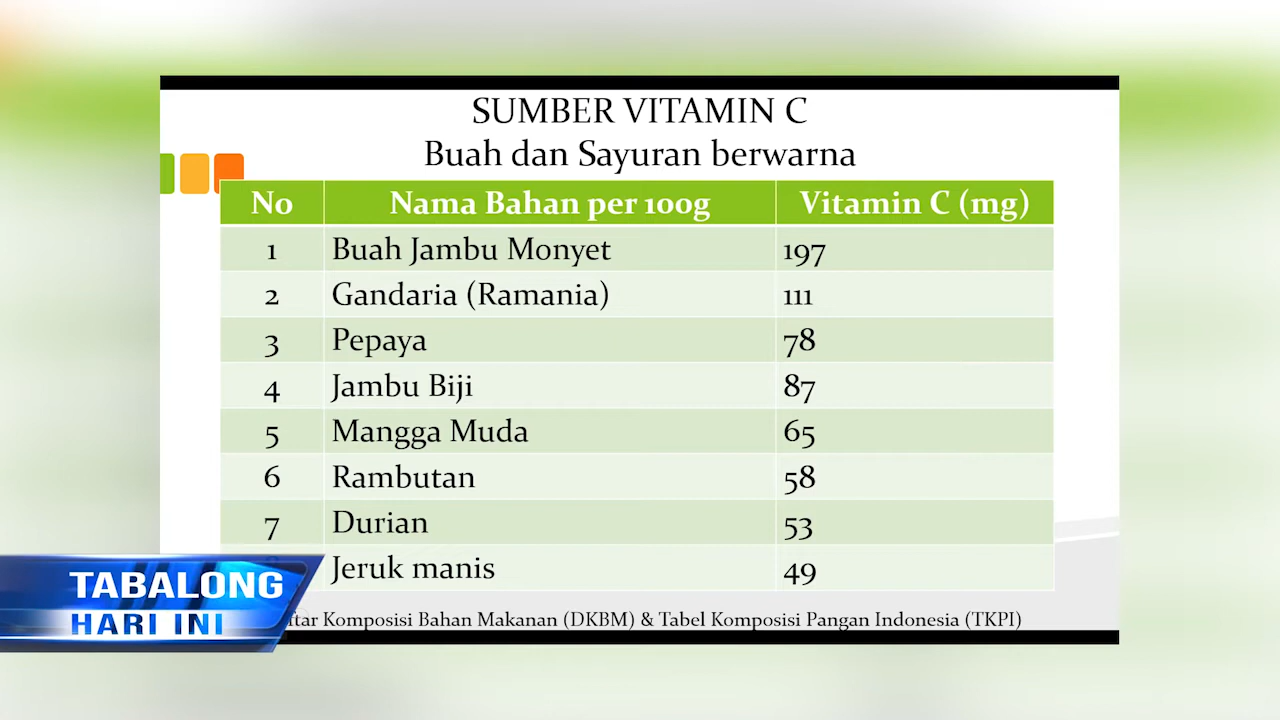 SUMBER VITAMIN C
Buah dan Sayuran berwarna
No Nama Bahan per 100g Vitamin C (mg)
1 Buah Jambu Monyet 197
2 Gandaria (Ramania) 111
3 Pepaya 78
4 Jambu Biji 87
5 Mangga Muda 65
6 Rambutan 58
7 Durian 53
Jeruk manis 49
Komposisi Bahan Makanan (DKBM) & Tabel Komposisi Pangan Indonesia (TKPI)
TABALONG
HARI INI